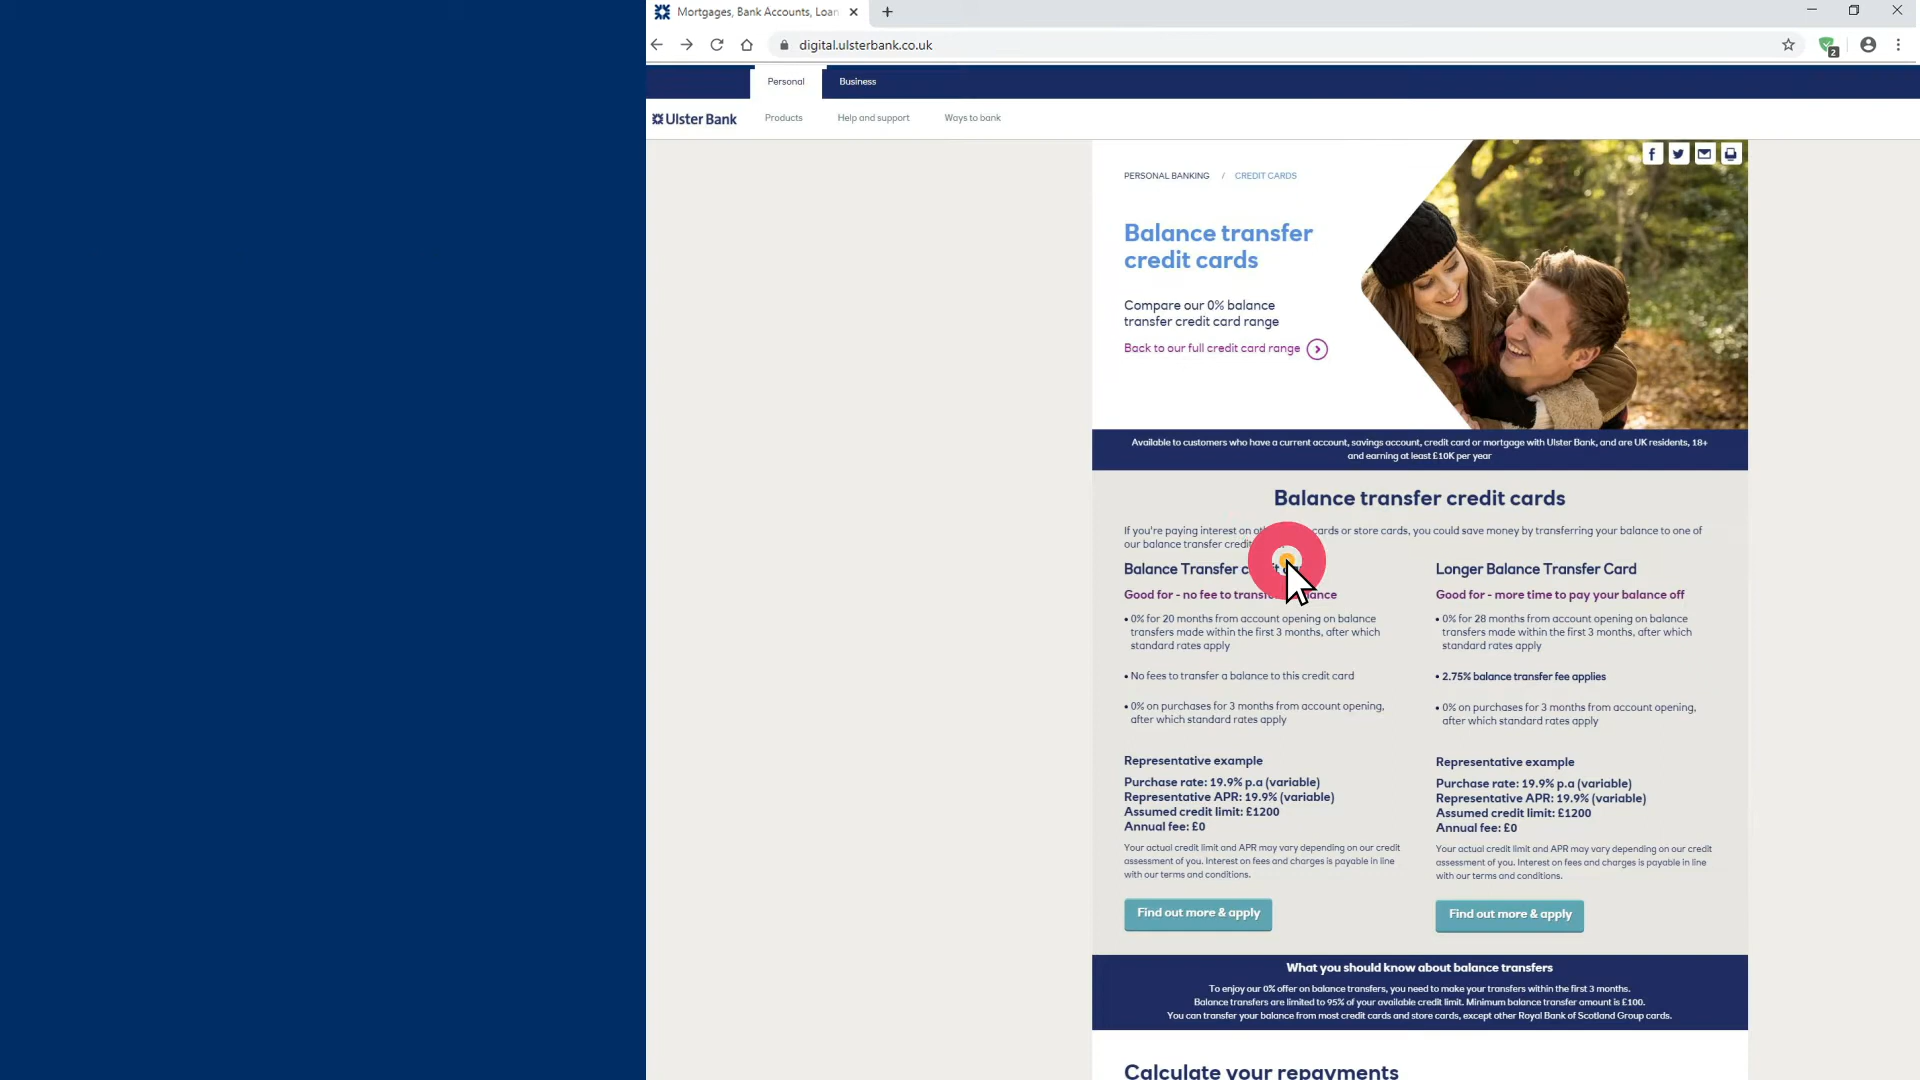 Mortgages, Bank Accounts, Loan
digital.ulsterbank.co.uk
2
Personal
Business
Ulster Bank
Products
Help and support
Ways to bank
PERSONAL BANKING / CREDIT CARDS
Balance transfer
credit cards
Compare our 0% balance
transfer credit card range
Back to our full credit card range
Available to customers who have a current account, savings account, credit card or mortgage with Ulster Bank, and are UK residents, 18+
and earning at least £10K per year
Balance transfer credit cards
If you're paying interest on cards or store cards, you could save money by transferring your balance to one of
our balance transfer
Balance Transfer
Good for - no fee to
0% for 20 months from account opening on balance
transfers made within the first 3 months, after which
standard rates apply
• No fees to transfer a balance to this credit card
• 0% on purchases for 3 months from account opening,
after which standard rates apply
Representative example
Purchase rate: 19.9% p.a (variable)
Representative APR: 19.9% (variable)
Assumed credit limit: £1200
Annual fee: £0
Your actual credit limit and APR may vary depending on our credit
assessment of you. Interest on fees and charges is payable in line
with our terms and conditions.
Find out more & apply
Longer Balance Transfer Card
Good for - more time to pay your balance off
• 0% for 28 months from account opening on balance
transfers made within the first 3 months, after which
standard rates apply
• 2.75% balance transfer fee applies
• 0% on purchases for 3 months from account opening,
after which standard rates apply
Representative example
Purchase rate: 19.9% p.a (variable)
Representative APR: 19.9% (variable)
Assumed credit limit: £1200
Annual fee: £0
Your actual credit limit and APR may vary depending on our credit
assessment of you. Interest on fees and charges is payable in line
with our terms and conditions.
Find out more & apply
What you should know about balance transfers
To enjoy our 0% offer on balance transfers, you need to make your transfers within the first 3 months.
Balance transfers are limited to 95% of your available credit limit. Minimum balance transfer amount is £100.
You can transfer your balance from most credit cards and store cards, except other Royal Bank of Scotland Group cards.
Calculate your repayments